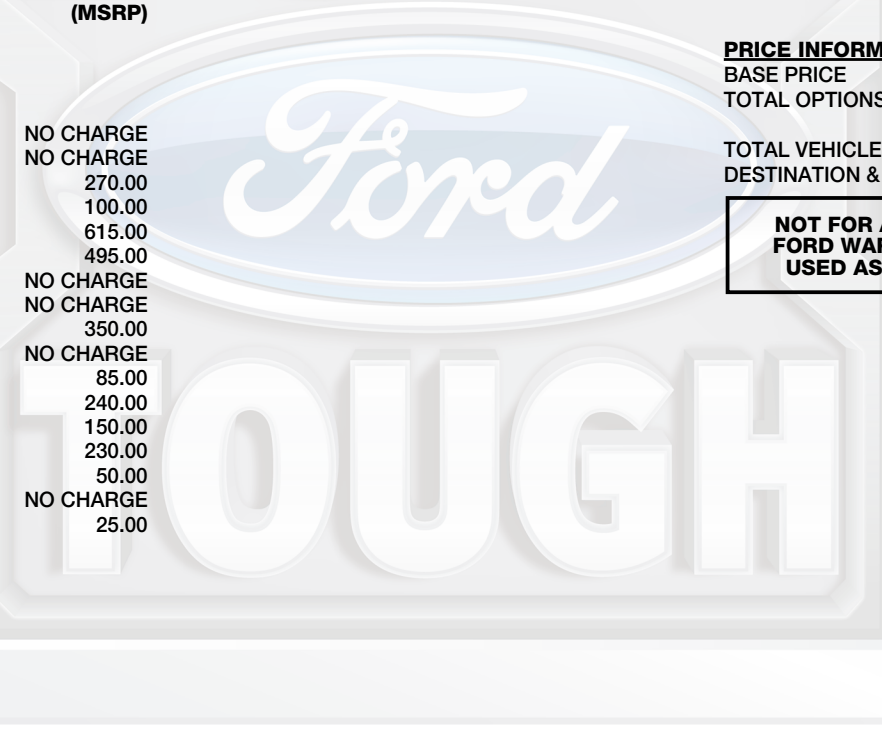 (MSRP)
NO CHARGE
NO CHARGE
270.00
100.00
615.00
495.00
NO CHARGE
NO CHARGE
350.00
NO CHARGE
85.00
240.00
150.00
230.00
50.00
NO CHARGE
25.00
PRICE INFORM
BASE PRICE
TOTAL OPTIONS
TOTAL VEHICLE
DESTINATION &
NOT FOR A
FORD WAR
USED AS
Ford
TOUGH